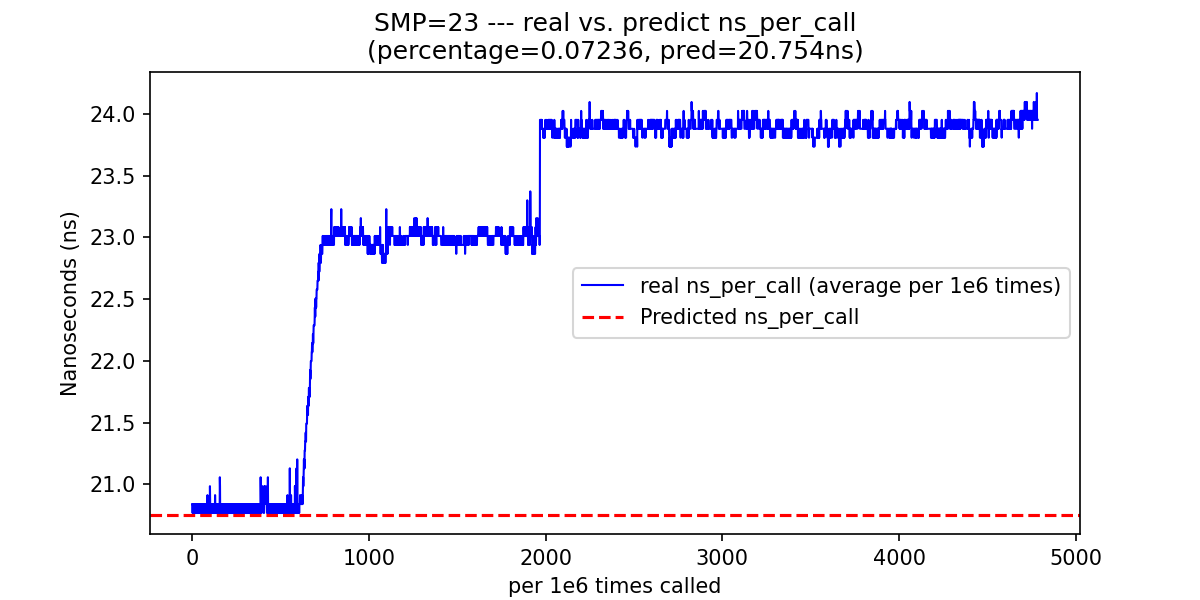 SMP=23 --- real vs. predict ns_per_call
(percentage=0.07236, pred=20.754ns)
Nanoseconds (ns)
24.0
23.5
23.0
22.5
22.0
21.5
21.0
real ns_per_call (average per 1e6 times)
Predicted ns_per_call
0
1000
2000
3000
4000
5000
per 1e6 times called